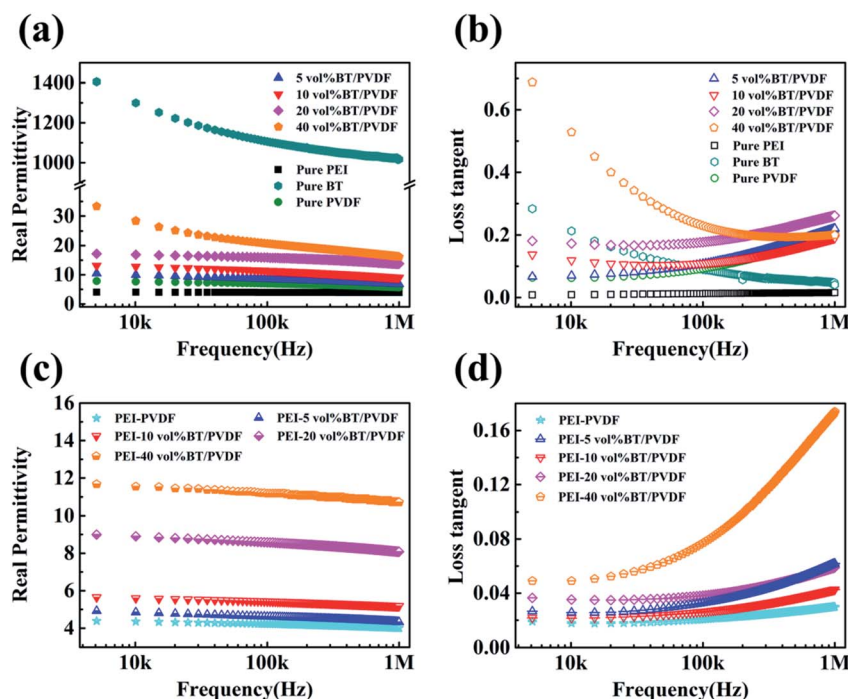 (a)
1400
1200
1000
30
20
10
0
Real Permittivity
5 vol%BT/PVDF
10 vol%BT/PVDF
20 vol%BT/PVDF
40 vol%BT/PVDF
Pure PEI
Pure BT
Pure PVDF
10k 100k 1M
Frequency(Hz)
(b)
0.6
0.4
0.2
0.0
Loss tangent
5 vol%BT/PVDF
10 vol%BT/PVDF
20 vol%BT/PVDF
40 vol%BT/PVDF
Pure PEI
Pure BT
Pure PVDF
10k 100k 1M
Frequency(Hz)
(c)
16
14
12
10
8
6
4
Real Permittivity
PEI-PVDF PEI-5 vol%BT/PVDF
PEI-10 vol%BT/PVDF PEI-20 vol%BT/PVDF
PEI-40 vol%BT/PVDF
10k 100k 1M
Frequency(Hz)
(d)
0.16
0.12
0.08
0.04
0.00
Loss tangent
PEI-PVDF
PEI-5 vol%BT/PVDF
PEI-10 vol%BT/PVDF
PEI-20 vol%BT/PVDF
PEI-40 vol%BT/PVDF
10k 100k 1M
Frequency(Hz)